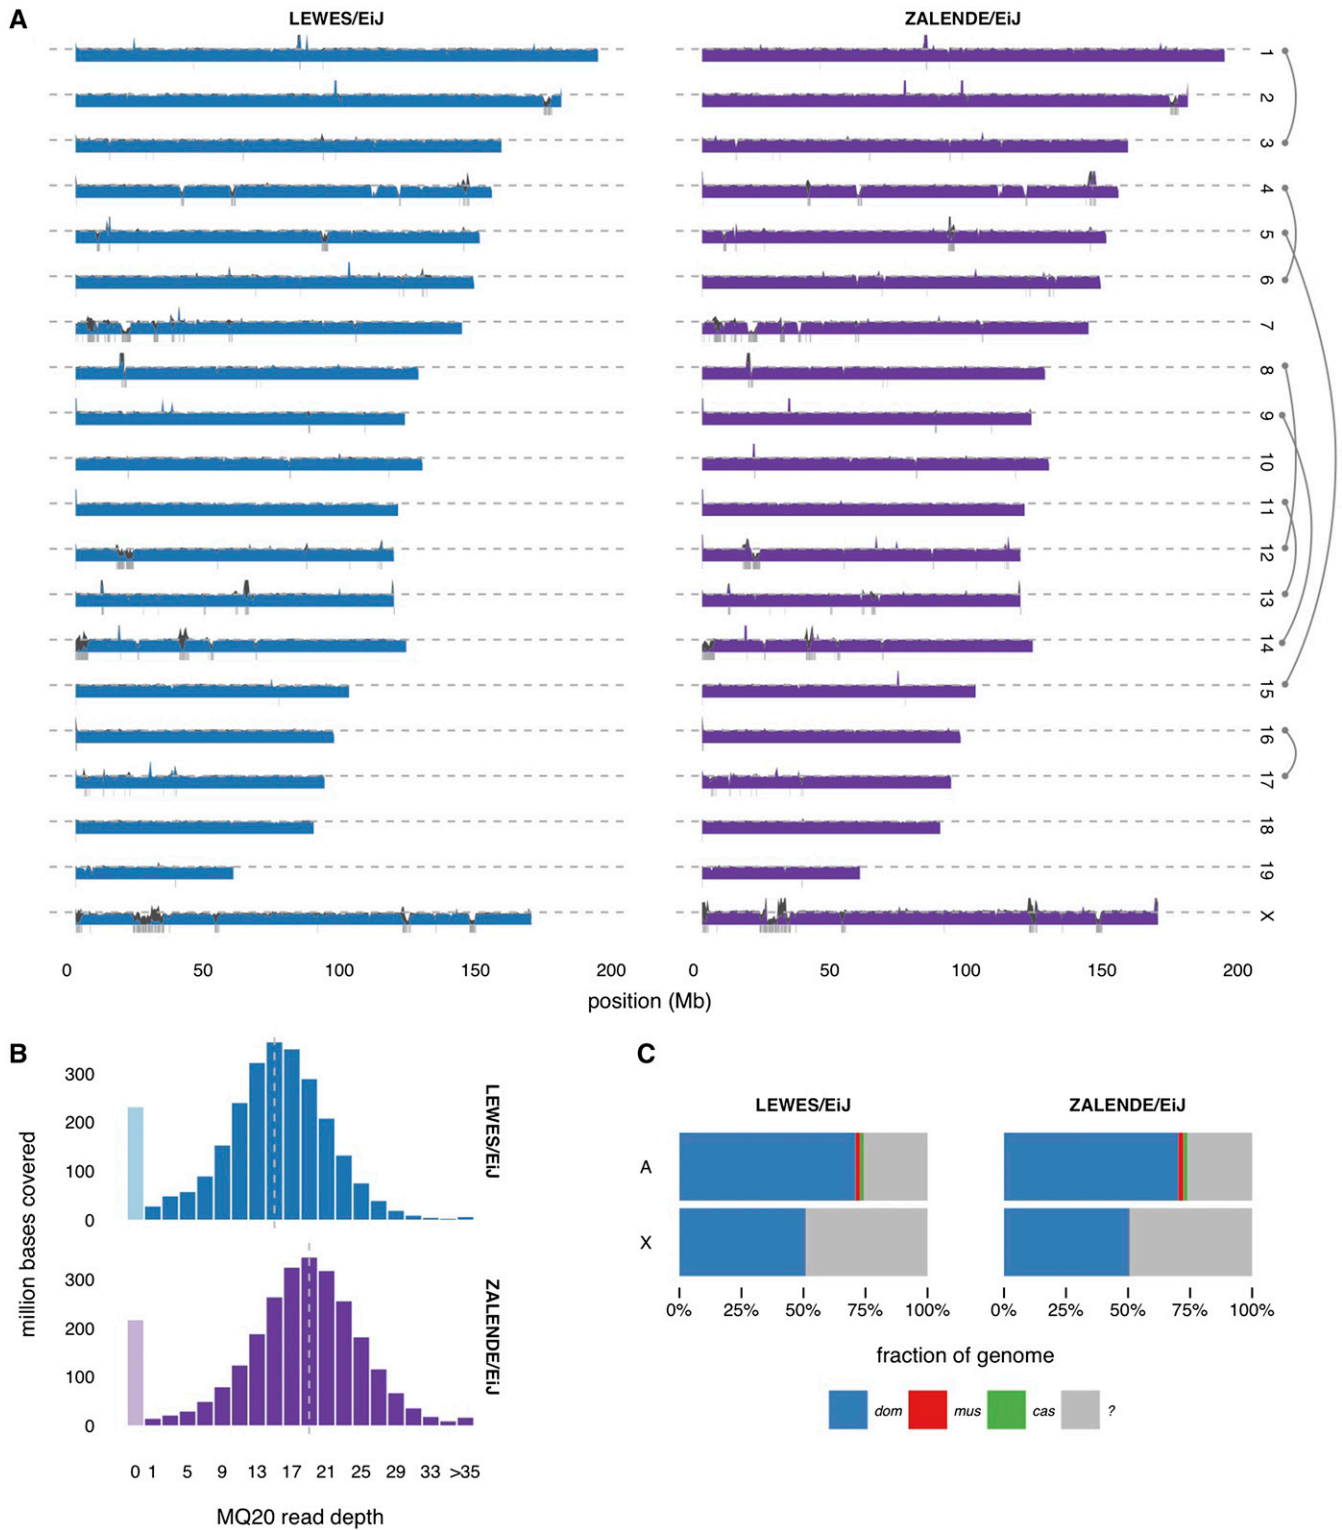 A
LEWES/EiJ
ZALENDE/EiJ
1
2
3
4
5
6
7
8
9
10
11
12
13
14
15
16
17
18
19
X
0 50 100 150 200
0 50 100 150 200
position (Mb)
B
million bases covered
300
200
100
0
LEWES/EiJ
300
200
100
0
ZALENDE/EiJ
0 1 5 9 13 17 21 25 29 33 >35
MQ20 read depth
C
LEWES/EiJ
ZALENDE/EiJ
A
X
0% 25% 50% 75% 100%
0% 25% 50% 75% 100%
fraction of genome
dom mus cas ?